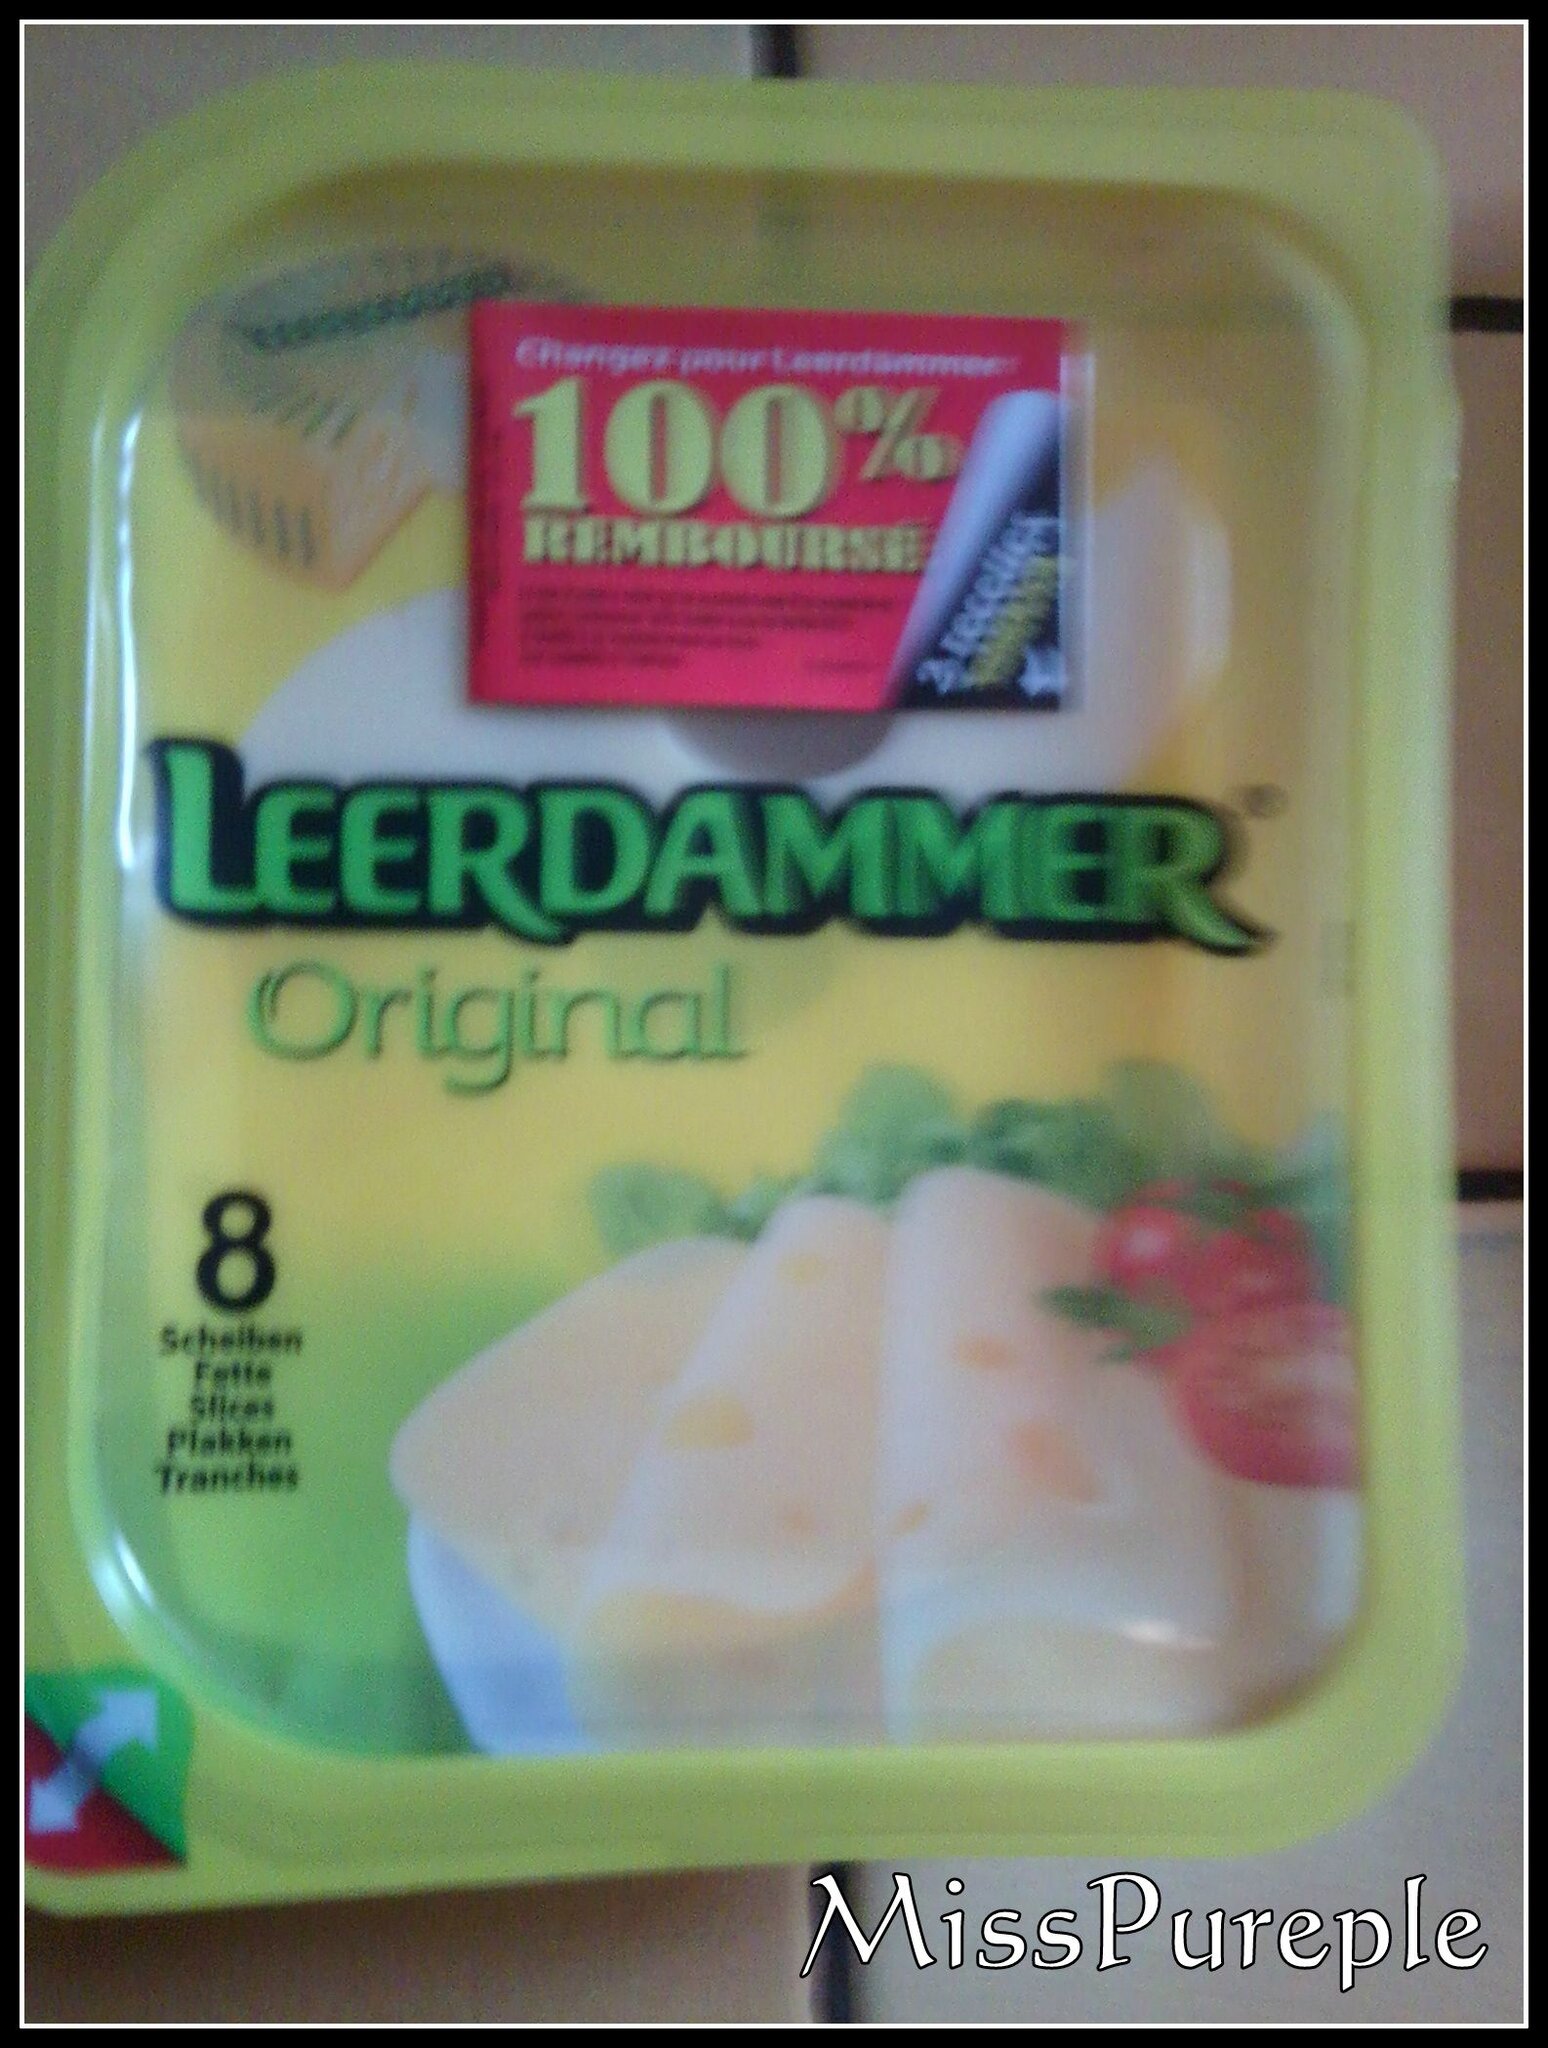 Changez pour Leerdammer:
100%
REMBOURSÉ
LEERDAMMER®
Original
8
Scheiben
Fette
Slices
Plakken
Tranches
MissPureple